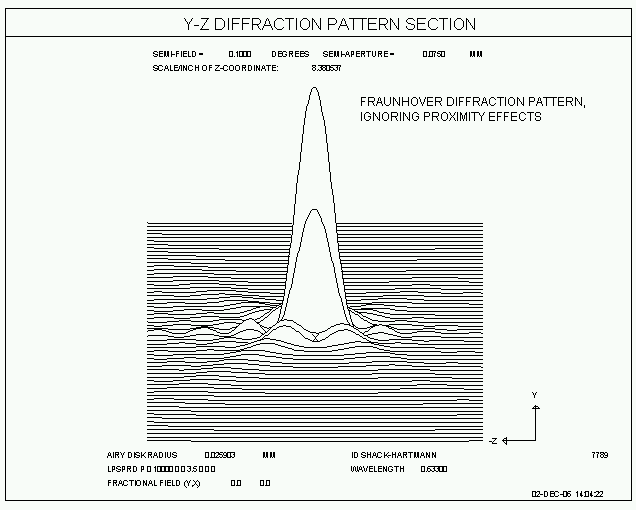 Y-Z DIFFRACTION PATTERN SECTION
SEMI-FIELD = 0.1000 DEGREES SEMI-APERTURE = 0.0750 MM
SCALE/INCH OF Z-COORDINATE: 8.380537
FRAUNHOVER DIFFRACTION PATTERN,
IGNORING PROXIMITY EFFECTS
Y
-Z
AIRY DISK RADIUS 0.025903 MM ID SHACK-HARTMANN 7789
LPSPRD P 0 10000 0 0 3.5 0 0 0 WAVELENGTH 0.63300
FRACTIONAL FIELD (Y,X) 0.0 0.0
02-DEC-06 14:04:22